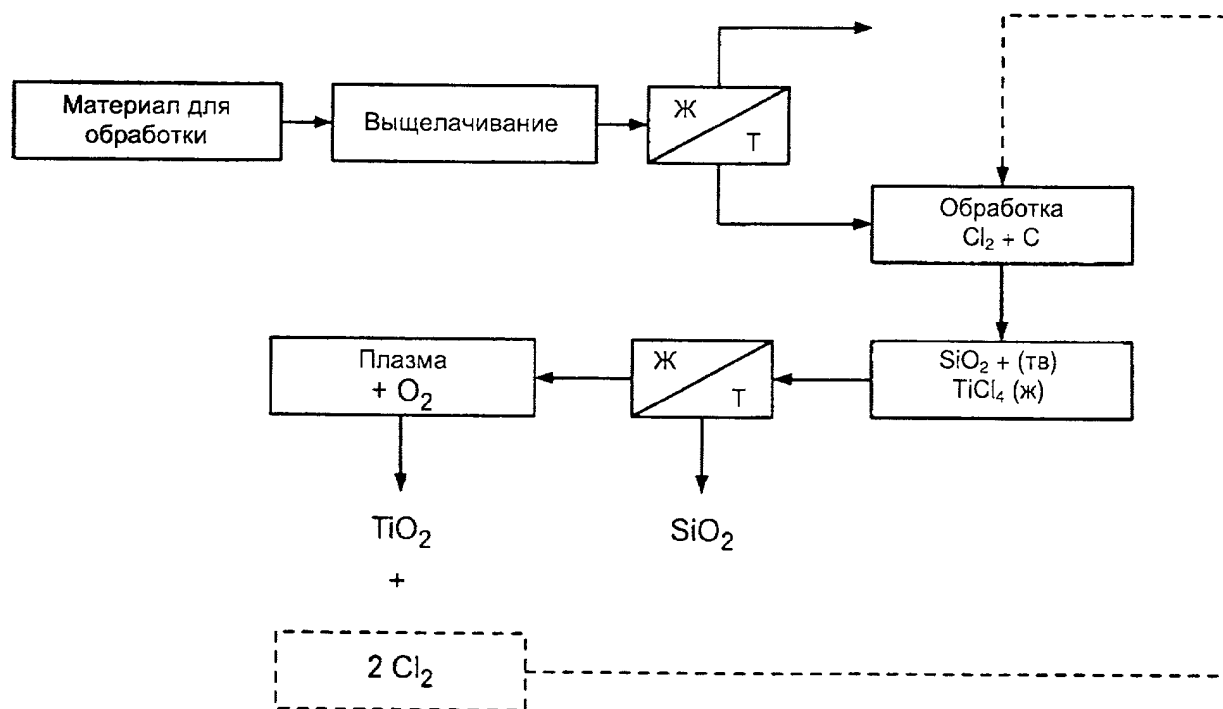 Материал для
обработки
Выщелачивание
Ж
Т
Обработка
Cl₂ + C
Плазма
+ O₂
Ж
Т
SiO₂ + (тв)
TiCl₄ (ж)
TiO₂
SiO₂
+
2 Cl₂